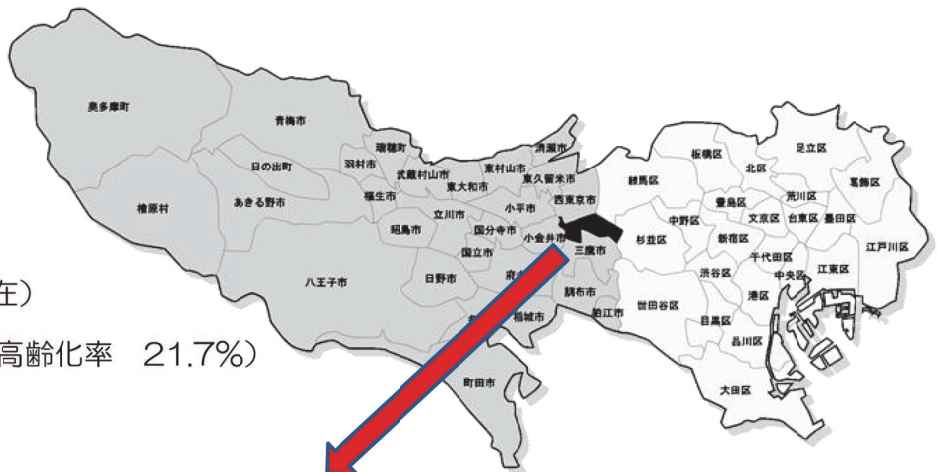 奥多摩町
青梅市
瑞穂町
清瀬市
足立区
板橋区
日の出町
羽村市
武蔵村山市
東村山市
東久留米市
北区
練馬区
葛飾区
檜原村
あきる野市
福生市
東大和市
小平市
西東京市
豊島区
荒川区
昭島市
立川市
国分寺市
小金井市
中野区
文京区
台東区
墨田区
杉並区
新宿区
三鷹市
国立市
千代田区
江戸川区
八王子市
日野市
府
渋谷区
中央区
江東区
調布市
港区
在)
稲城市
狛江市
世田谷区
目黒区
品川区
高齢化率 21.7%)
町田市
大田区